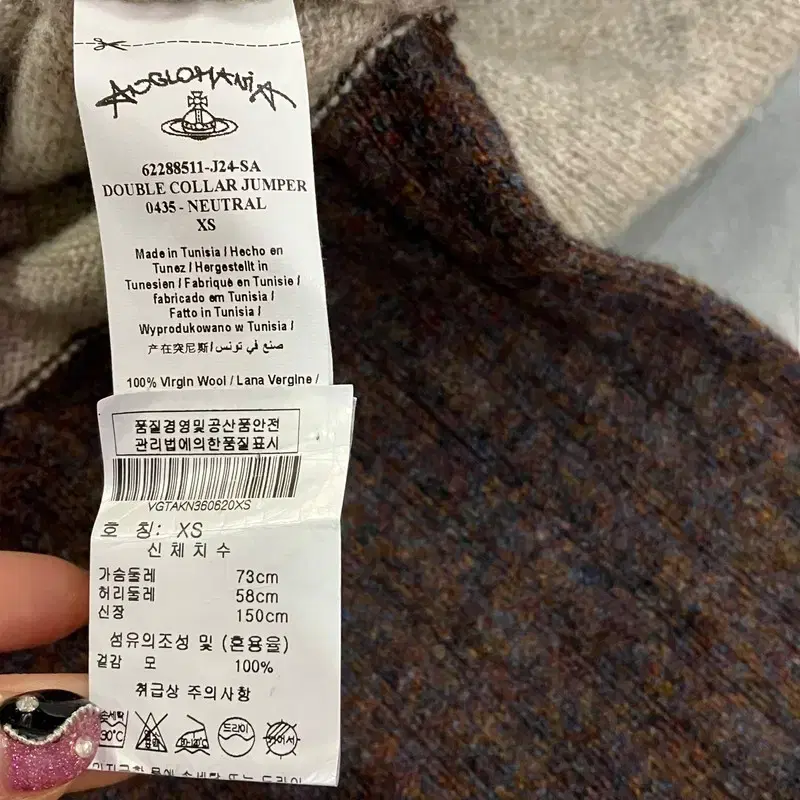 ANGLOMANIA
62288511-J24-SA
DOUBLE COLLAR JUMPER
0435 - NEUTRAL
XS
Made in Tunisia / Hecho en
Tunez / Hergestellt in
Tunesien / Fabriqué en Tunisie /
fabricado em Tunisia /
Fatto in Tunisia /
Wyprodukowano w Tunisia /
产在突尼斯/ صنع في تونس
100% Virgin Wool / Lana Vergine /
품질경영및공산품안전
관리법에의한품질표시
VGTAKN360620XS
호 칭: XS
신체치수
가슴둘레 73cm
허리둘레 58cm
신장 150cm
섬유의조성 및 (혼용율)
겉감 모 100%
취급상 주의사항
손세탁 30°C
드라이